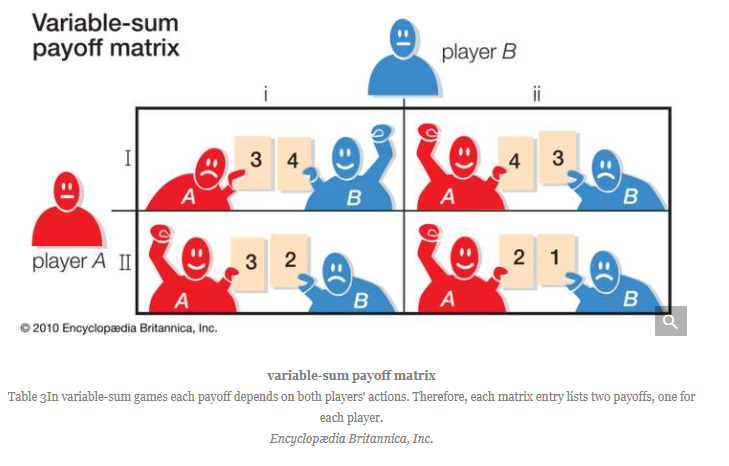 Variable-sum
payoff matrix
player B
i
ii
I
3 4
A
B
4 3
A
B
player A
II
3 2
A
B
2 1
A
B
© 2010 Encyclopædia Britannica, Inc.
variable-sum payoff matrix
Table 3In variable-sum games each payoff depends on both players' actions. Therefore, each matrix entry lists two payoffs, one for
each player.
Encyclopædia Britannica, Inc.